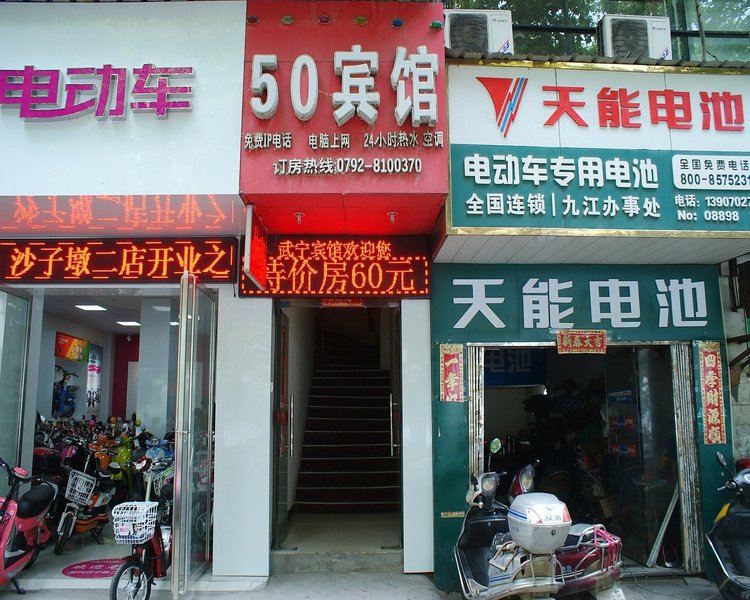 电动车
沙子墩二店开业之
50宾馆
免费IP电话 电脑上网 24小时热水 空调
订房热线:0792-8100370
武宁宾馆欢迎您
特价房60元
天能电池
电动车专用电池
全国连锁|九江办事处
全国免费电话
800-8575231
电话: 1390702
No: 08898
天能电池
新春大吉
四季财源